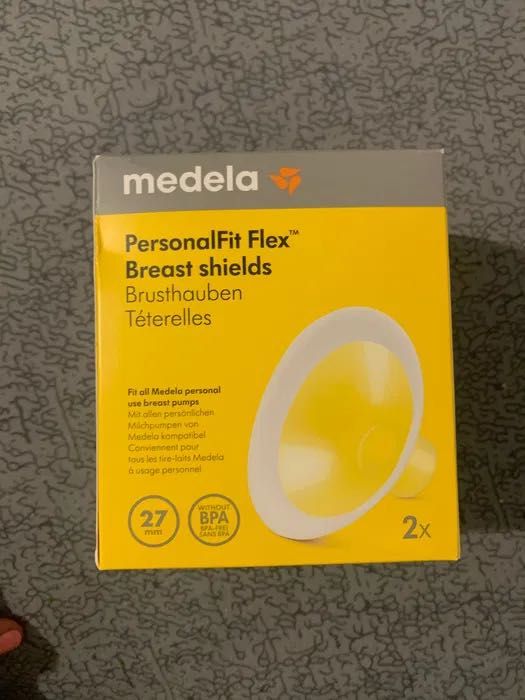 medela
PersonalFit Flex™
Breast shields
Brusthauben
Téterelles
Fit all Medela personal
use breast pumps
Mit allen persönlichen
Milchpumpen von
Medela kompatibel
Conviennent pour
tous les tire-laits Medela
à usage personnel
27
mm
WITHOUT
BPA
BPA-FREI
SANS BPA
2x